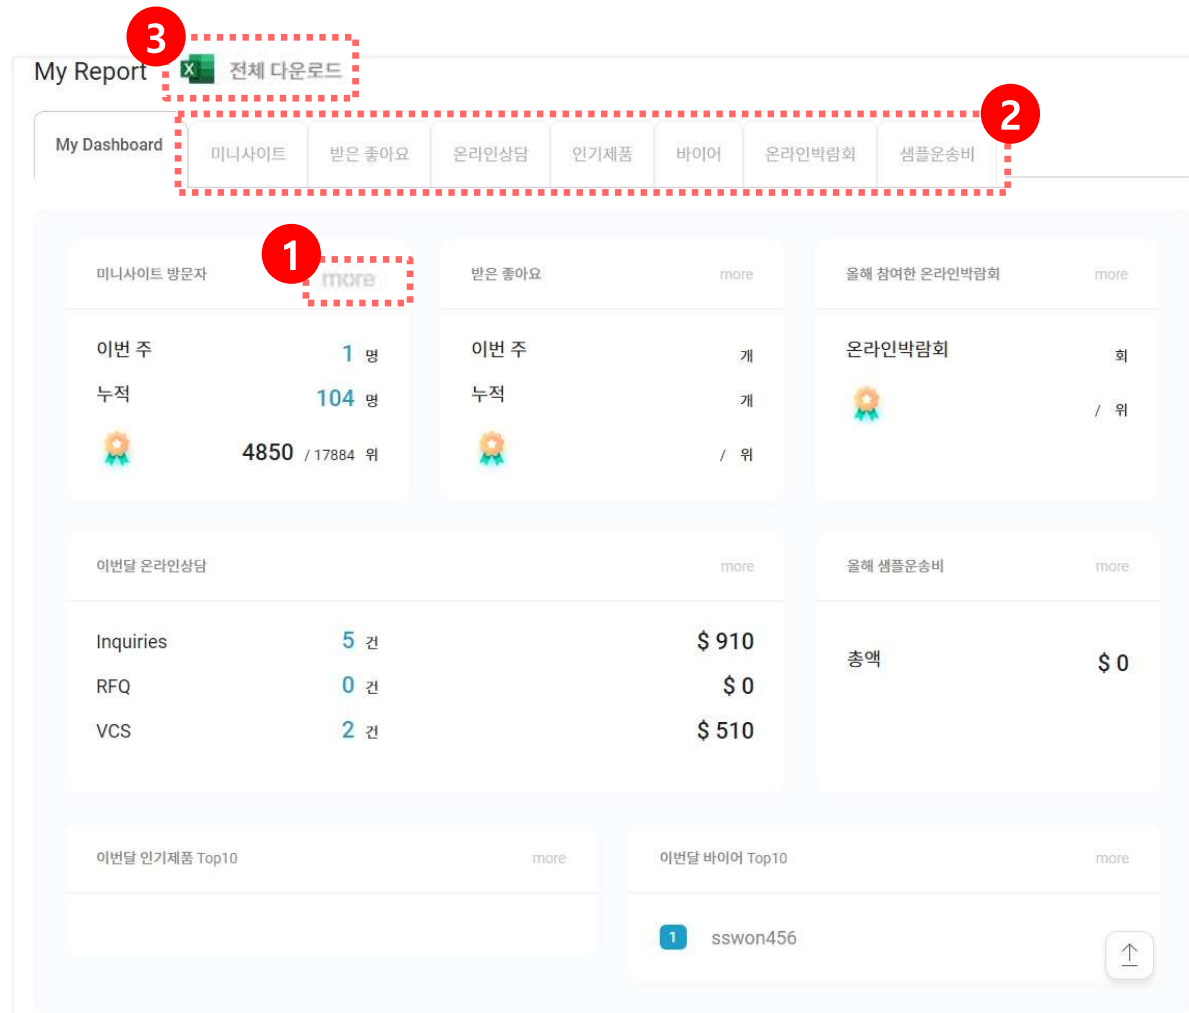 3
My Report 전체 다운로드
2
My Dashboard 미니사이트 받은 좋아요 온라인상담 인기제품 바이어 온라인박람회 샘플운송비
1
미니사이트 방문자 more
이번 주 1 명
누적 104 명
4850 / 17884 위
받은 좋아요 more
이번 주 개
누적 개
/ 위
올해 참여한 온라인박람회 more
온라인박람회 회
/ 위
이번달 온라인상담 more
Inquiries 5 건 $ 910
RFQ 0 건 $ 0
VCS 2 건 $ 510
올해 샘플운송비 more
총액 $ 0
이번달 인기제품 Top10 more
이번달 바이어 Top10 more
1 sswon456